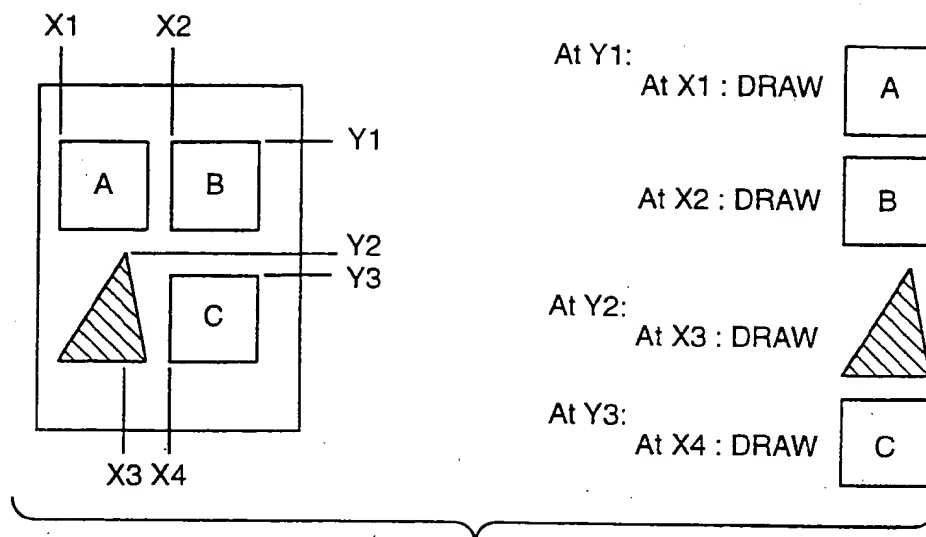 X1 X2
Y1
A B
Y2
Y3
C
X3 X4
At Y1:
At X1 : DRAW A
At X2 : DRAW B
At Y2:
At X3 : DRAW
At Y3:
At X4 : DRAW C